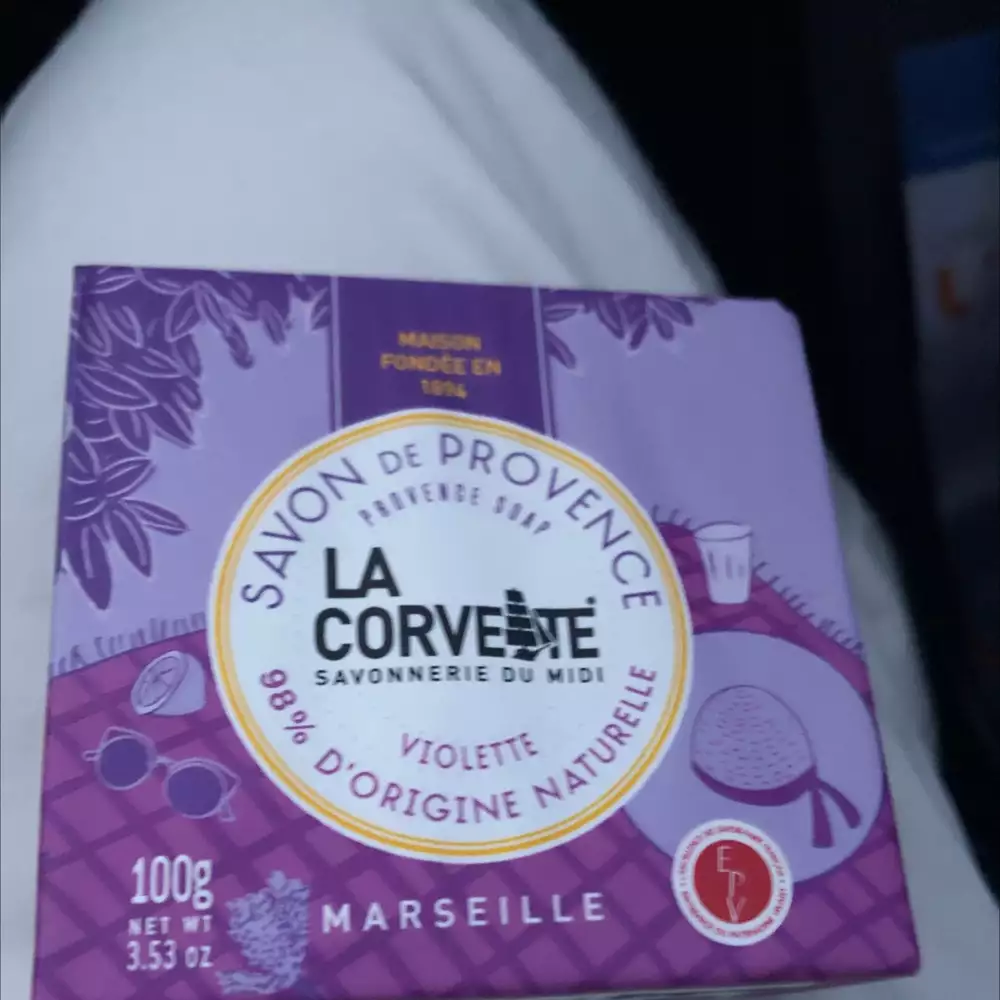 MAISON
FONDÉE EN
1894
SAVON DE PROVENCE
PROVENCE SOAP
LA
CORVETTE
SAVONNERIE DU MIDI
VIOLETTE
98% D'ORIGINE NATURELLE
100g
NET WT
3.53 oz
MARSEILLE
EPV
L